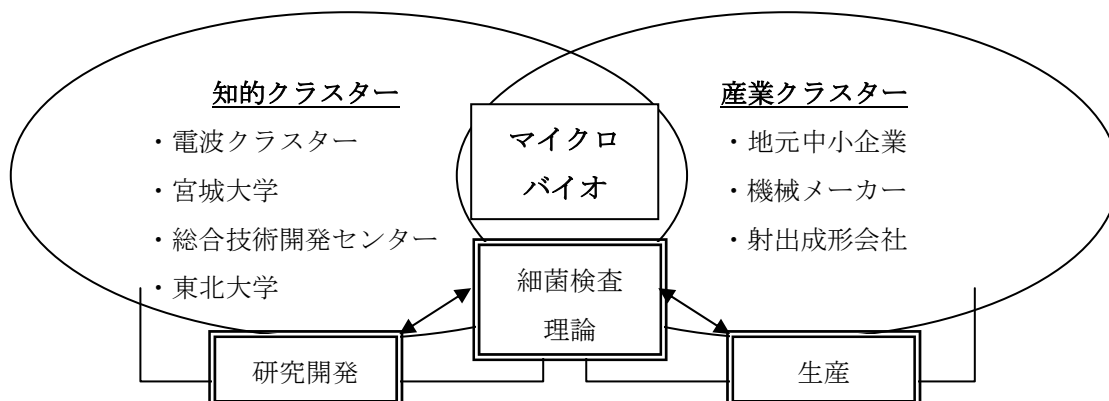 知的クラスター
・電波クラスター
・宮城大学
・総合技術開発センター
・東北大学
マイクロ
バイオ
産業クラスター
・地元中小企業
・機械メーカー
・射出成形会社
細菌検査
理論
研究開発
生産